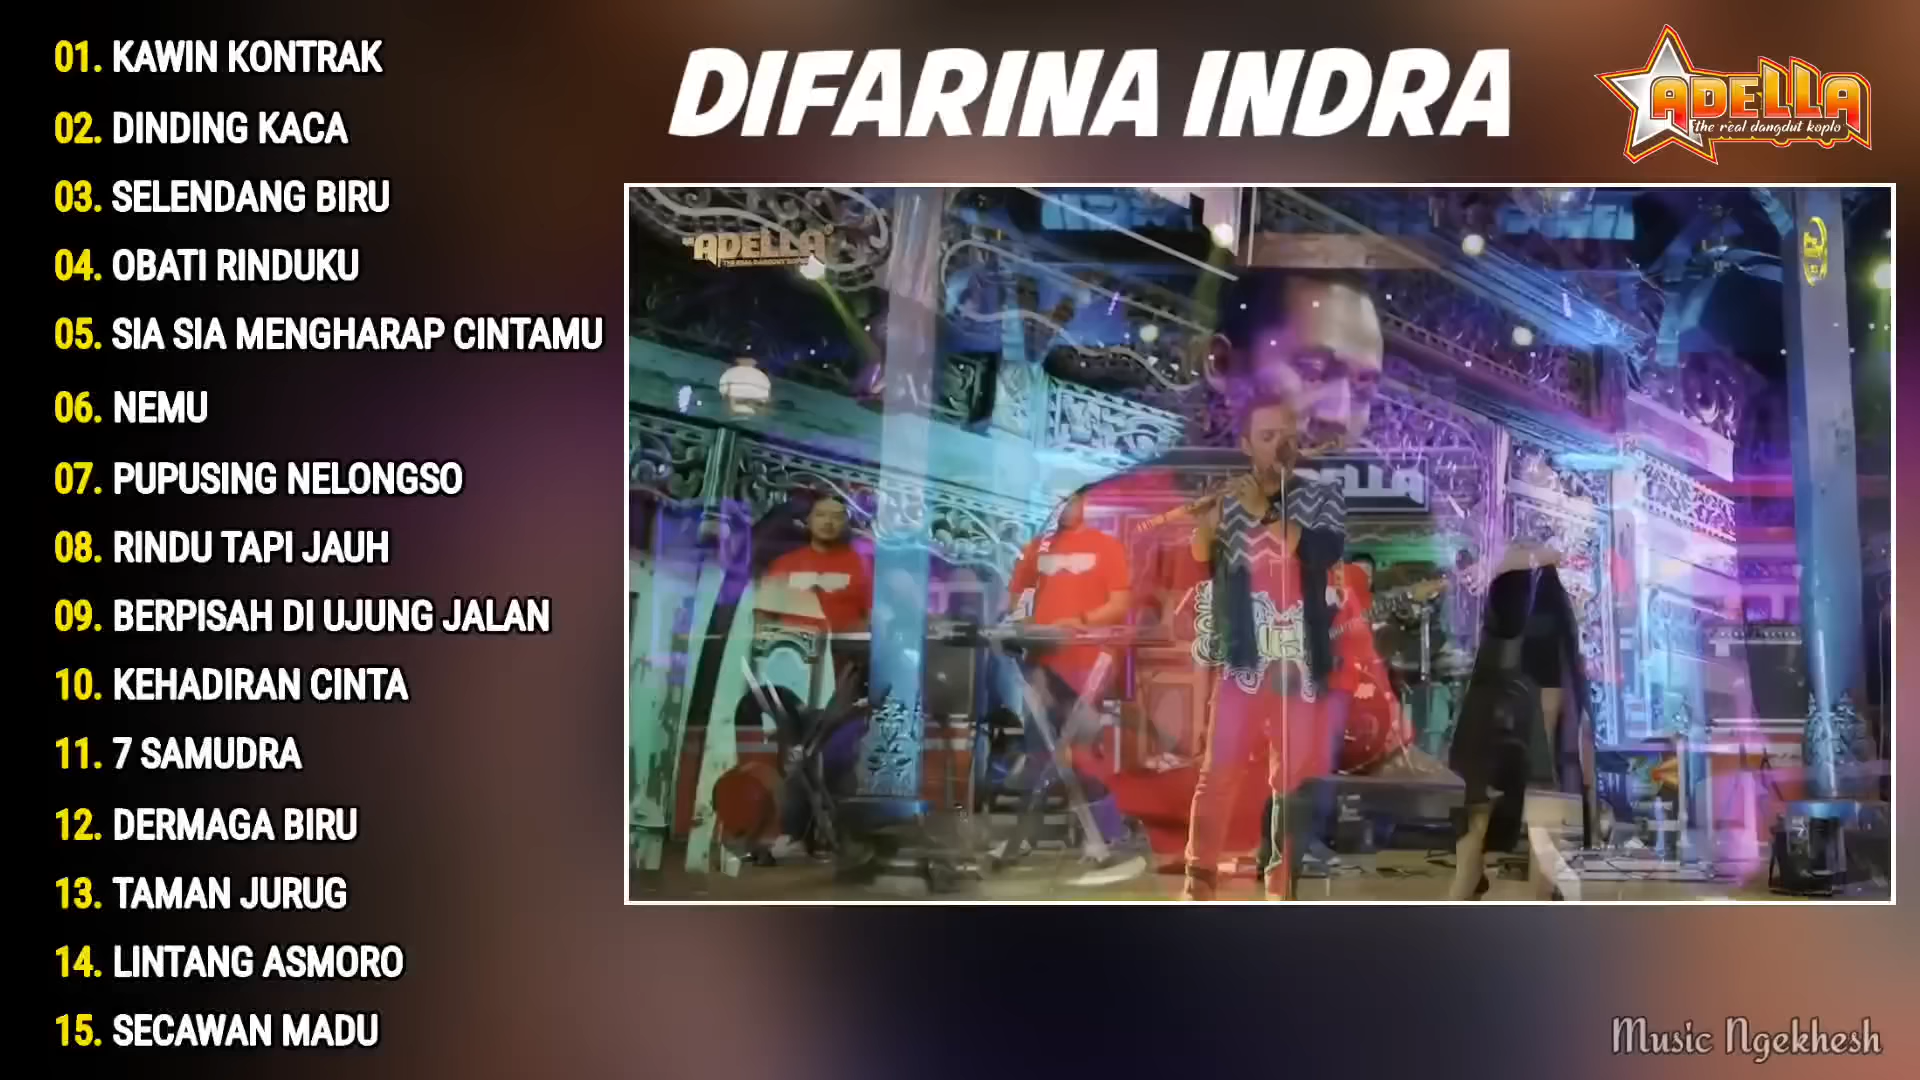 01. KAWIN KONTRAK
02. DINDING KACA
03. SELENDANG BIRU
04. OBATI RINDUKU
05. SIA SIA MENGHARAP CINTAMU
06. NEMU
07. PUPUSING NELONGSO
08. RINDU TAPI JAUH
09. BERPISAH DI UJUNG JALAN
10. KEHADIRAN CINTA
11. 7 SAMUDRA
12. DERMAGA BIRU
13. TAMAN JURUG
14. LINTANG ASMORO
15. SECAWAN MADU
DIFARINA INDRA
ADELLA
the real dangdut koplo
ADELLA
Music Ngekhesh